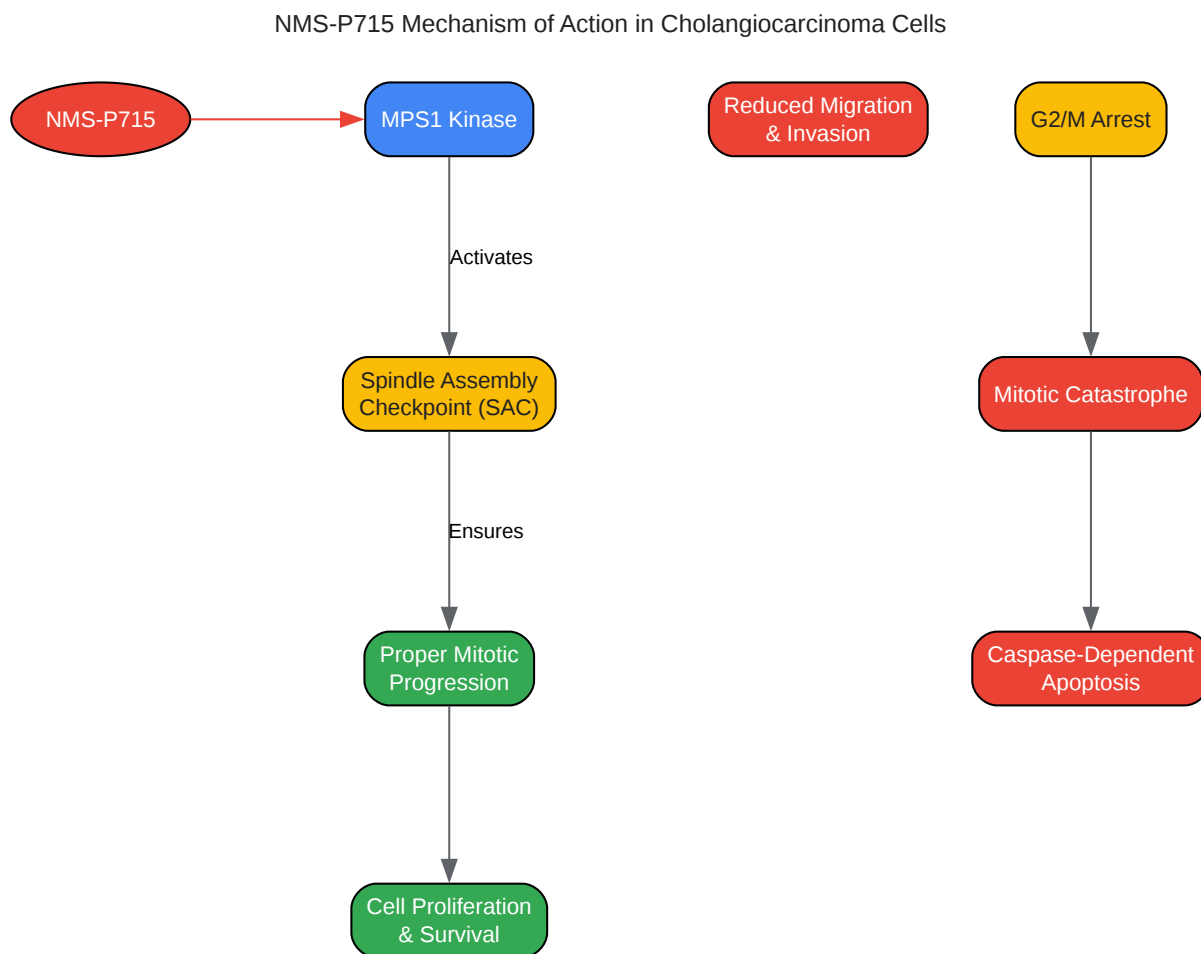 NMS-P715 Mechanism of Action in Cholangiocarcinoma Cells
NMS-P715
MPS1 Kinase
Reduced Migration
& Invasion
G2/M Arrest
Activates
Spindle Assembly
Checkpoint (SAC)
Mitotic Catastrophe
Ensures
Proper Mitotic
Progression
Caspase-Dependent
Apoptosis
Cell Proliferation
& Survival